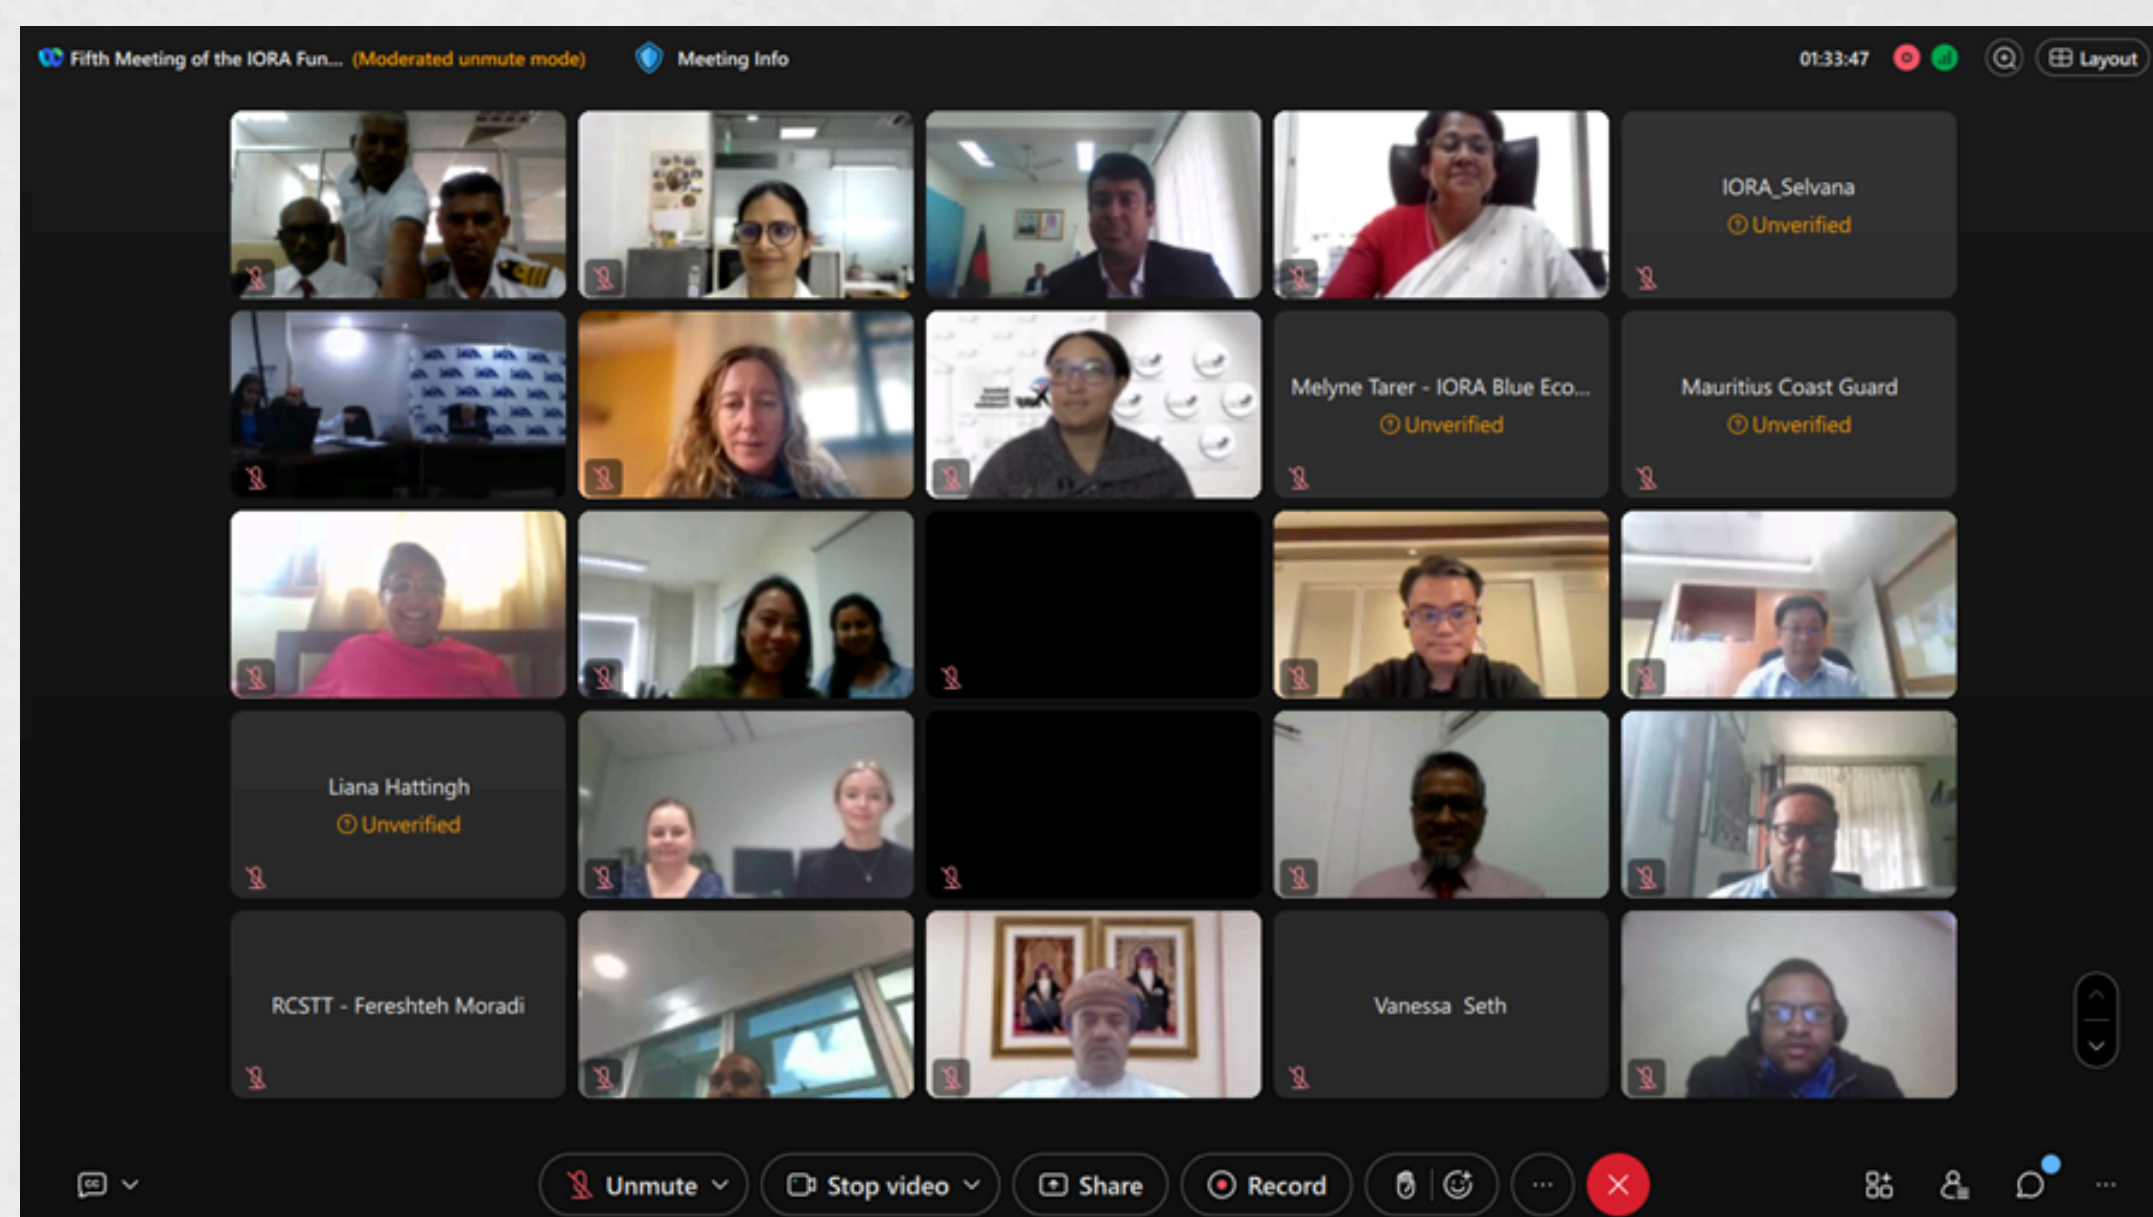 Fifth Meeting of the IORA Fun... (Moderated unmute mode) Meeting Info 01:33:47 Layout
IORA_Selvana
Unverified
Melyne Tarer - IORA Blue Eco...
Unverified
Mauritius Coast Guard
Unverified
Liana Hattingh
Unverified
RCSTT - Fereshteh Moradi
Vanessa Seth
CC Unmute Stop video Share Record